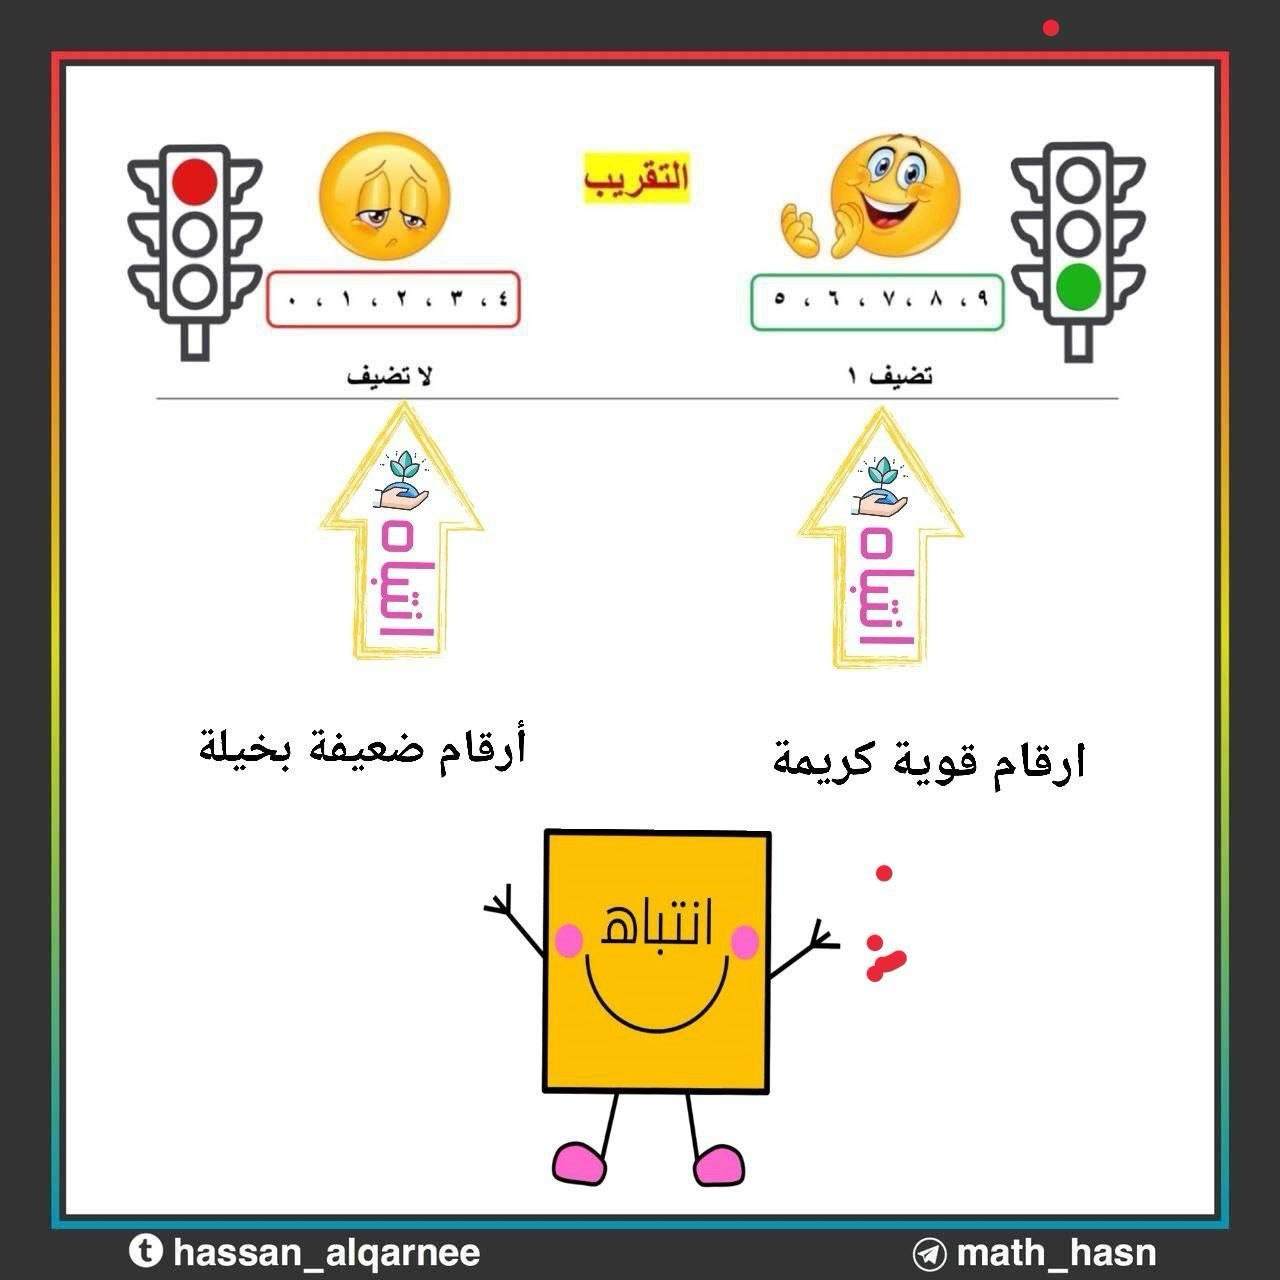 التقريب
٥ ، ٦ ، ٧ ، ٨ ، ٩
٠ ، ١ ، ٢ ، ٣ ، ٤
تضيف ١
لا تضيف
انتباه
انتباه
ارقام قوية كريمة
أرقام ضعيفة بخيلة
انتباه
hassan_alqarnee
math_hasn